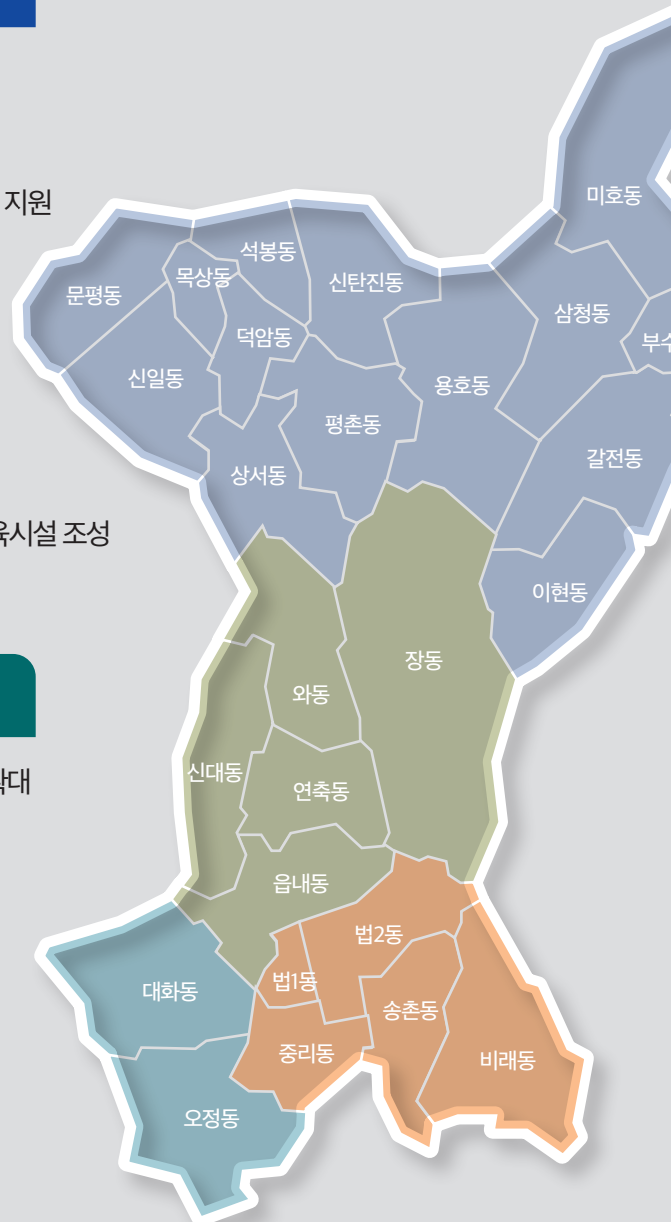 지원
미호동
석봉동
목상동
신탄진동
문평동
삼청동
덕암동
부수
신일동
용호동
평촌동
갈전동
상서동
육시설 조성
이현동
장동
와동
신대동
연축동
확대
읍내동
법2동
법1동
대화동
송촌동
중리동
비래동
오정동